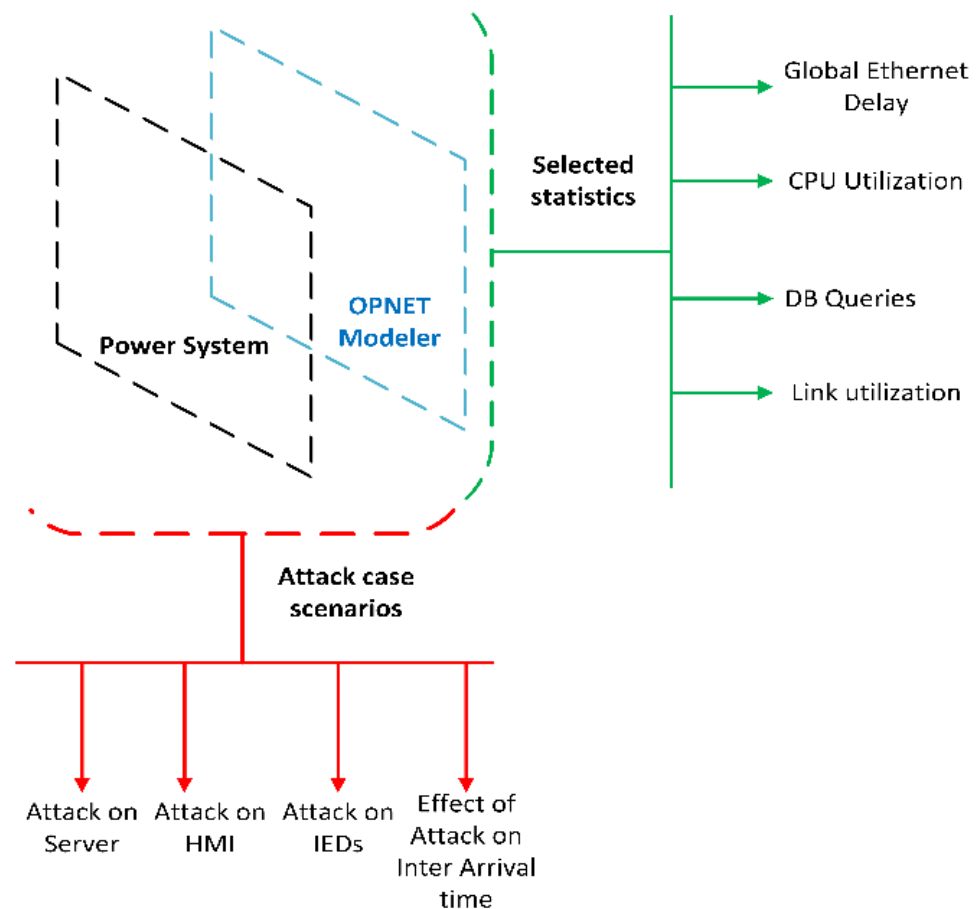 Global Ethernet
Delay
Selected
statistics
CPU Utilization
OPNET
Modeler
Power System
DB Queries
Link utilization
Attack case
scenarios
Attack on
Server
Attack on
HMI
Attack on
IEDs
Effect of
Attack on
Inter Arrival
time